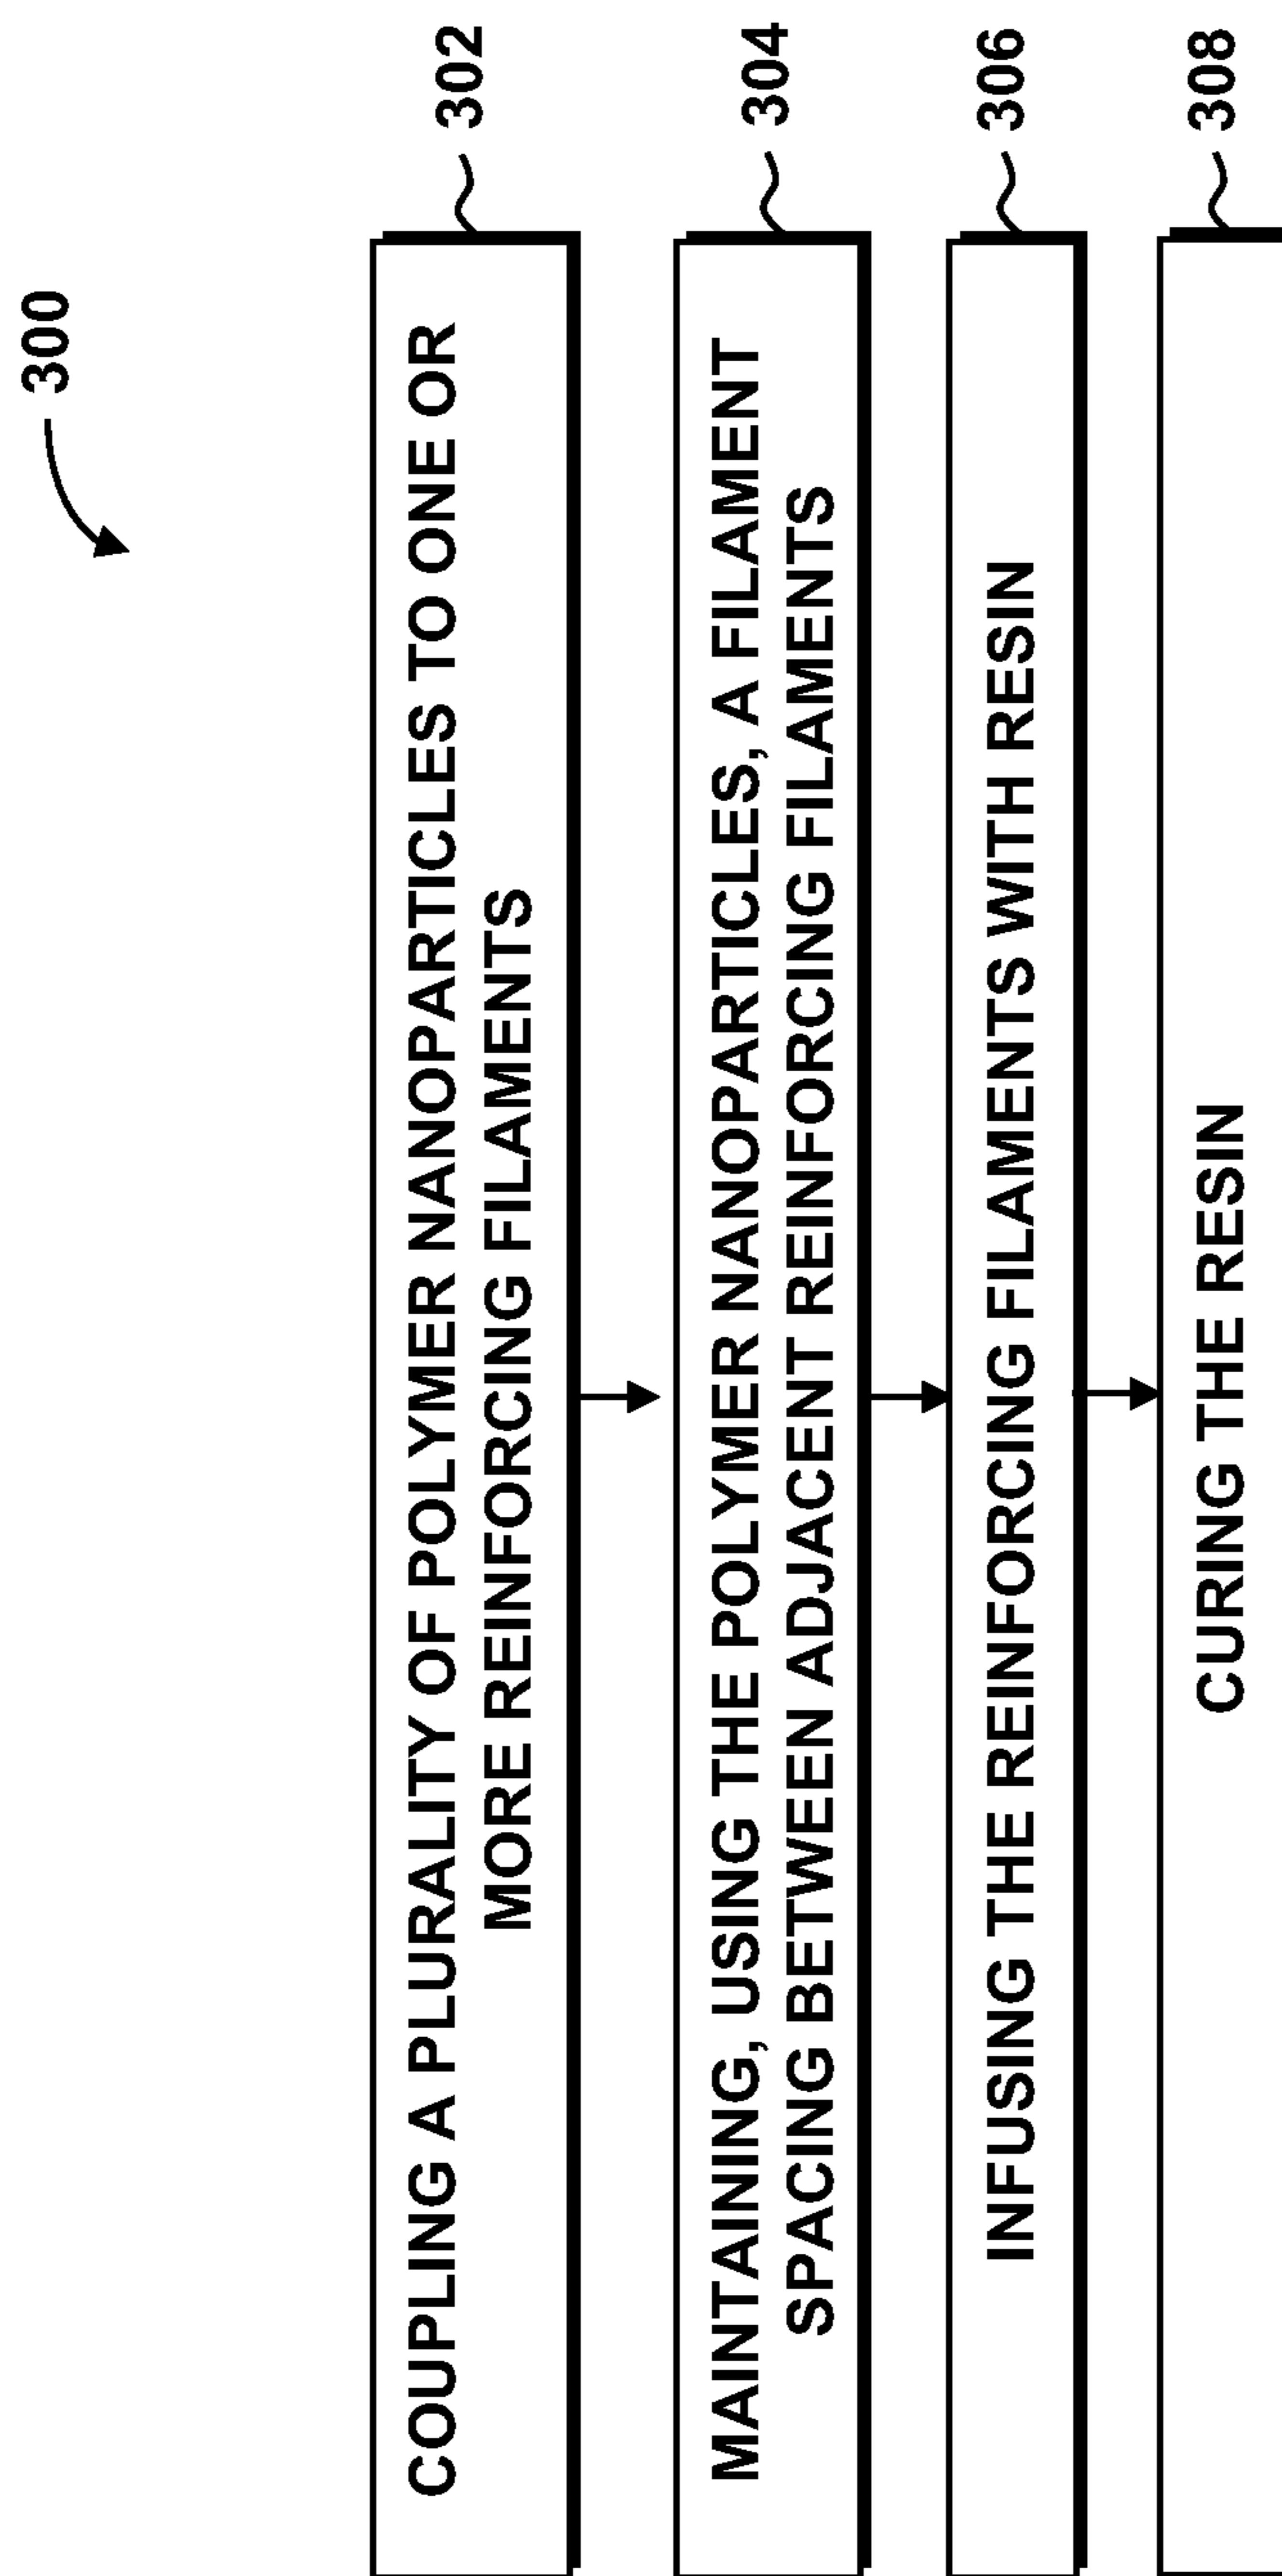 300
COUPLING A PLURALITY OF POLYMER NANOPARTICLES TO ONE OR
MORE REINFORCING FILAMENTS
302
MAINTAINING, USING THE POLYMER NANOPARTICLES, A FILAMENT
SPACING BETWEEN ADJACENT REINFORCING FILAMENTS
304
INFUSING THE REINFORCING FILAMENTS WITH RESIN
306
CURING THE RESIN
308